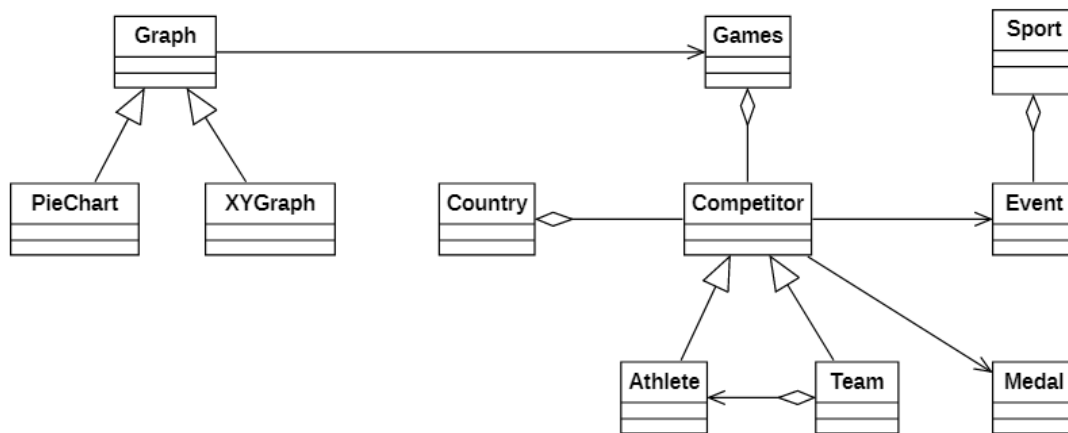 Graph
Games
Sport
PieChart
XYGraph
Country
Competitor
Event
Athlete
Team
Medal